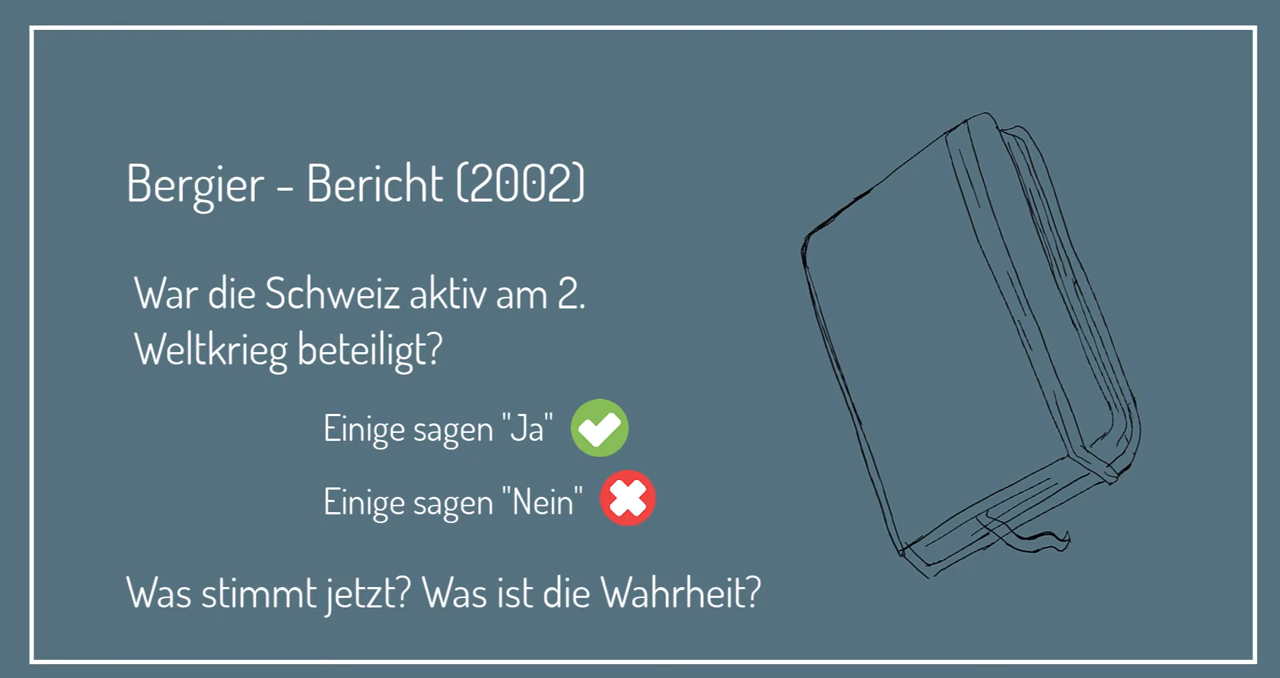 Bergier - Bericht (2002)
War die Schweiz aktiv am 2.
Weltkrieg beteiligt?
Einige sagen "Ja"
Einige sagen "Nein"
Was stimmt jetzt? Was ist die Wahrheit?